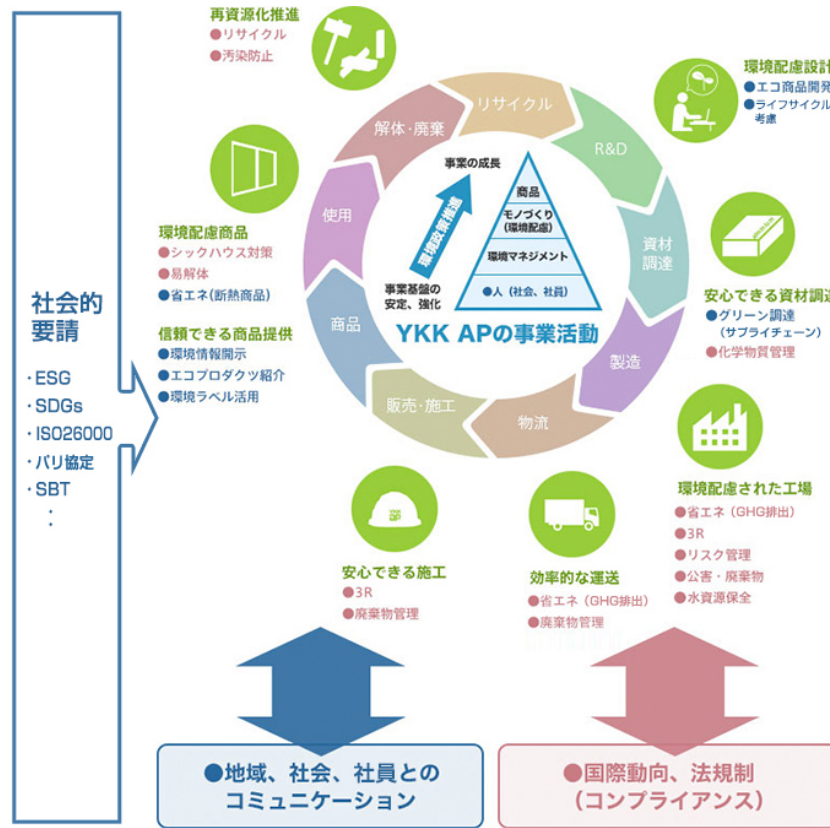 再資源化推進
●リサイクル
●汚染防止
環境配慮設計
●エコ商品開発
●ライフサイクル
考慮
リサイクル
R&D
資材
調達
製造
物流
販売・施工
商品
使用
解体・廃棄
事業の成長
環境政策推進
事業基盤の
安定、強化
商品
モノづくり
(環境配慮)
環境マネジメント
●人（社会、社員）
YKK APの事業活動
環境配慮商品
●シックハウス対策
●易解体
●省エネ(断熱商品)
信頼できる商品提供
●環境情報開示
●エコプロダクツ紹介
●環境ラベル活用
安心できる資材調達
●グリーン調達
（サプライチェーン）
●化学物質管理
社会的
要請
・ESG
・SDGs
・ISO26000
・パリ協定
・SBT
：
環境配慮された工場
●省エネ（GHG排出）
●3R
●リスク管理
●公害・廃棄物
●水資源保全
安心できる施工
●3R
●廃棄物管理
効率的な運送
●省エネ（GHG排出）
●廃棄物管理
●地域、社会、社員との
コミュニケーション
●国際動向、法規制
（コンプライアンス）